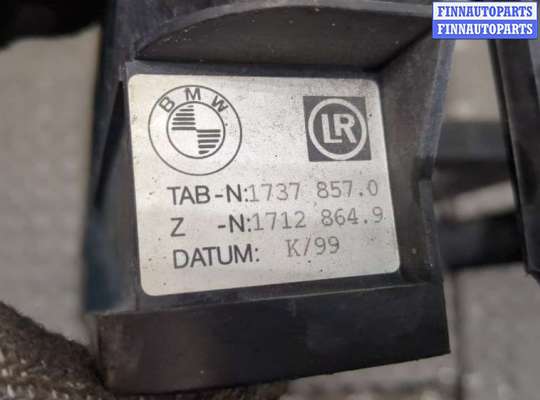 FINNAUTOPARTS
FINNAUTOPARTS
BMW
LR
TAB-N:1737 857.0
Z -N:1712 864.9
DATUM: K/99